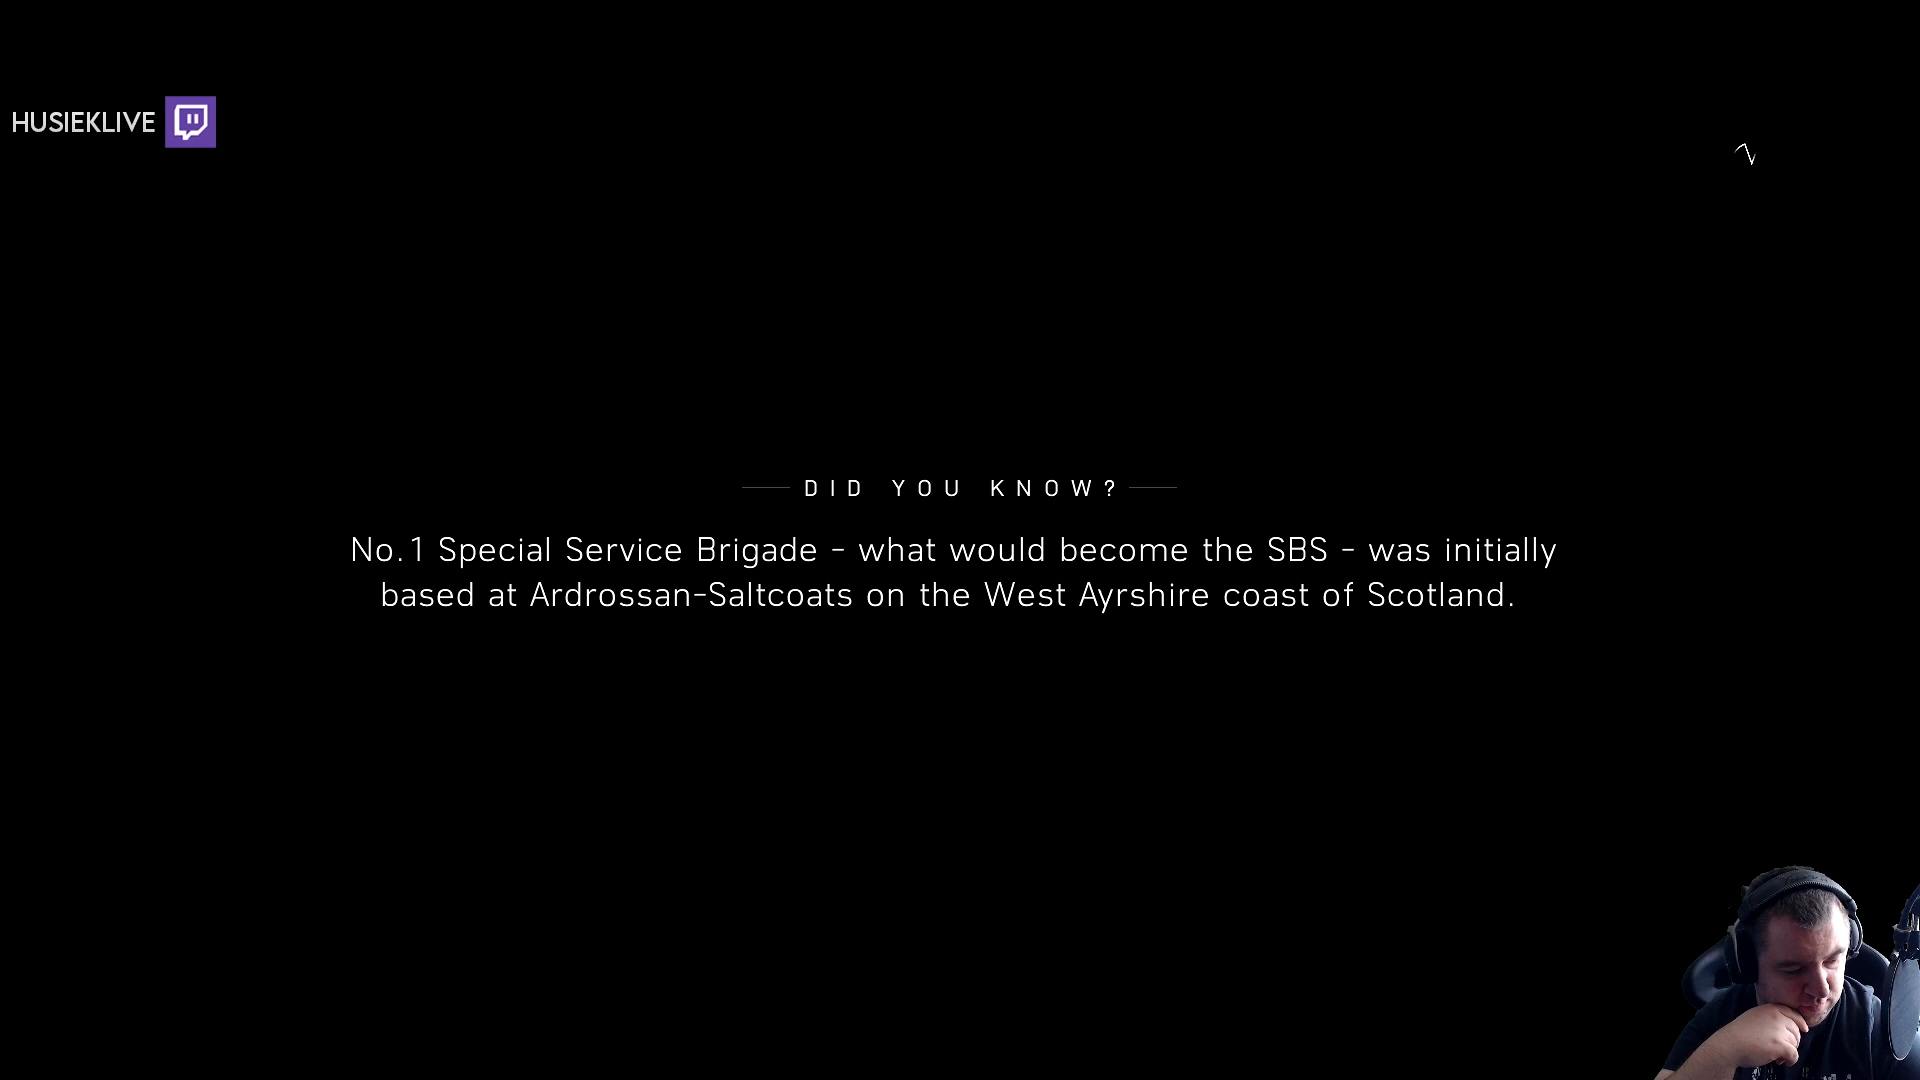 HUSIEKLIVE
DID YOU KNOW?
No.1 Special Service Brigade - what would become the SBS - was initially
based at Ardrossan-Saltcoats on the West Ayrshire coast of Scotland.